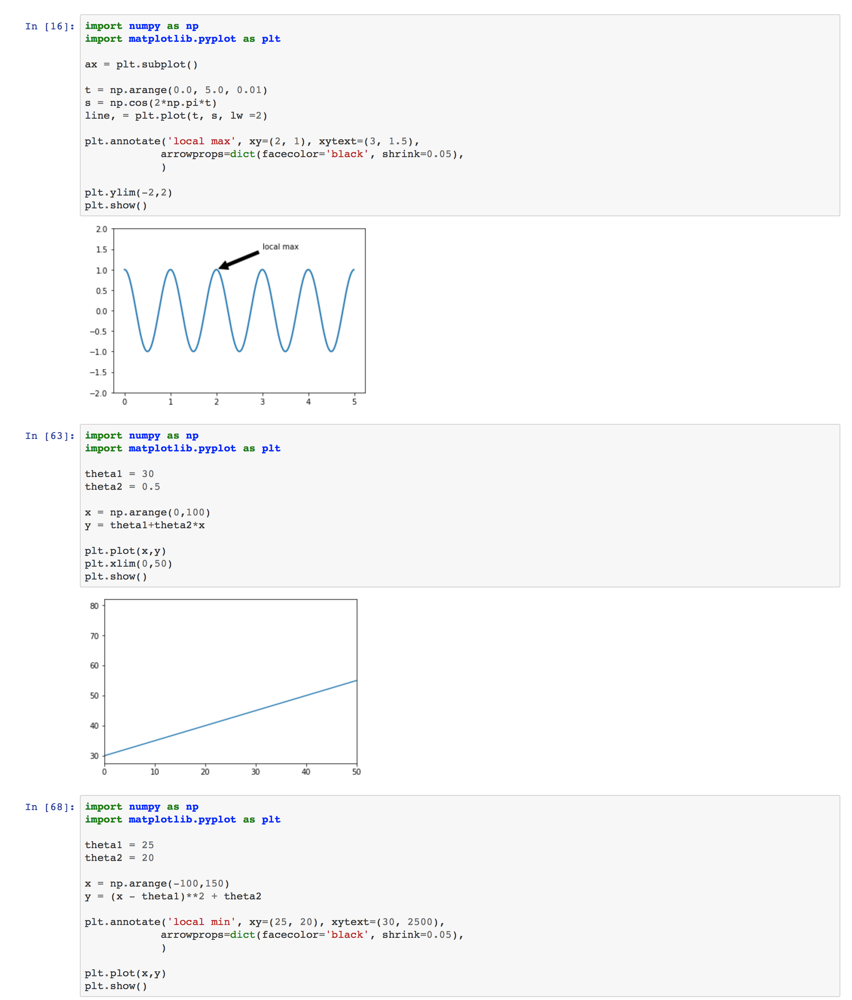 In [16]: import numpy as np
import matplotlib.pyplot as plt
ax = plt.subplot()
t = np.arange(0.0, 5.0, 0.01)
s = np.cos(2*np.pi*t)
line, = plt.plot(t, s, lw =2)
plt.annotate('local max', xy=(2, 1), xytext=(3, 1.5),
arrowprops=dict(facecolor='black', shrink=0.05),
)
plt.ylim(-2,2)
plt.show()
2.0
local max
1.5
1.0
0.5
0.0
−0.5
−1.0
−1.5
−2.0
0 1 2 3 4 5
In [63]: import numpy as np
import matplotlib.pyplot as plt
theta1 = 30
theta2 = 0.5
x = np.arange(0,100)
y = theta1+theta2*x
plt.plot(x,y)
plt.xlim(0,50)
plt.show()
80
70
60
50
40
30
0 10 20 30 40 50
In [68]: import numpy as np
import matplotlib.pyplot as plt
theta1 = 25
theta2 = 20
x = np.arange(-100,150)
y = (x - theta1)**2 + theta2
plt.annotate('local min', xy=(25, 20), xytext=(30, 2500),
arrowprops=dict(facecolor='black', shrink=0.05),
)
plt.plot(x,y)
plt.show()